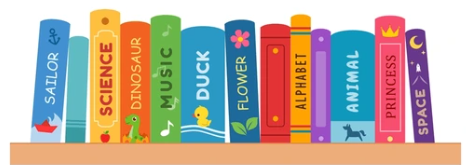 SAILOR
SCIENCE
DINOSAUR
MUSIC
DUCK
FLOWER
ALPHABET
ANIMAL
PRINCESS
SPACE